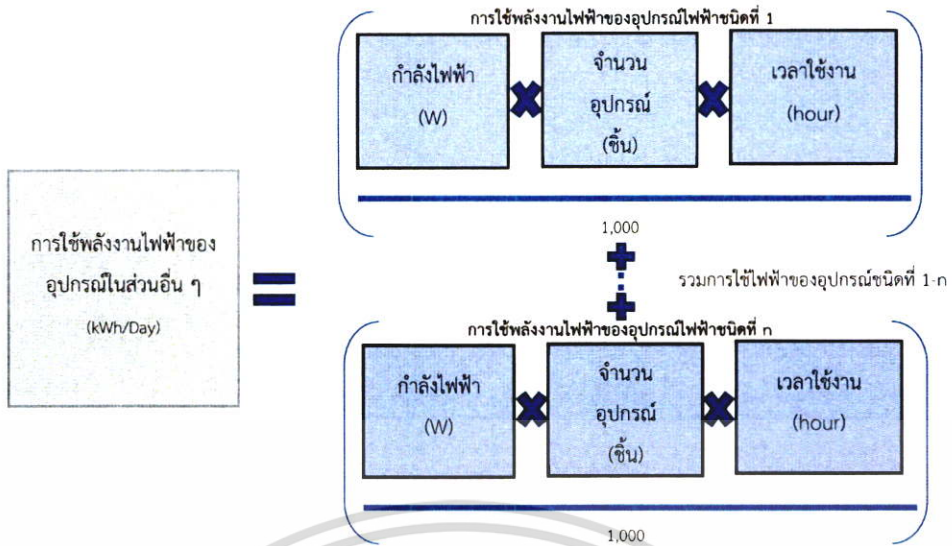 การใช้พลังงานไฟฟ้าของอุปกรณ์ไฟฟ้าชนิดที่ 1
กำลังไฟฟ้า
(W)
จำนวน
อุปกรณ์
(ชิ้น)
เวลาใช้งาน
(hour)
1,000
การใช้พลังงานไฟฟ้าของ
อุปกรณ์ในส่วนอื่น ๆ
(kWh/Day)
รวมการใช้ไฟฟ้าของอุปกรณ์ชนิดที่ 1-n
การใช้พลังงานไฟฟ้าของอุปกรณ์ไฟฟ้าชนิดที่ n
กำลังไฟฟ้า
(W)
จำนวน
อุปกรณ์
(ชิ้น)
เวลาใช้งาน
(hour)
1,000